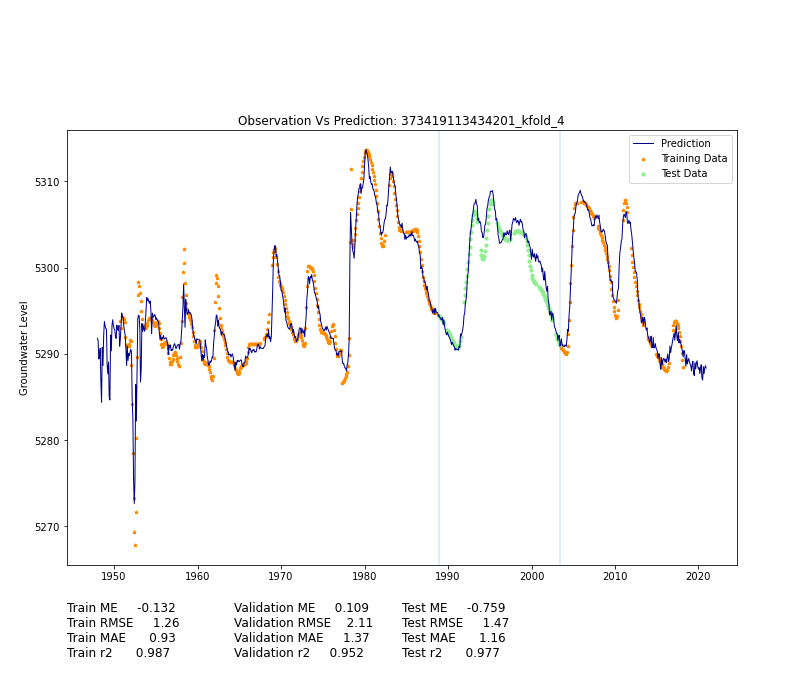 Observation Vs Prediction: 373419113434201_kfold_4
Prediction
Training Data
Test Data
Groundwater Level
5310
5300
5290
5280
5270
1950 1960 1970 1980 1990 2000 2010 2020
Train ME -0.132 Validation ME 0.109 Test ME -0.759
Train RMSE 1.26 Validation RMSE 2.11 Test RMSE 1.47
Train MAE 0.93 Validation MAE 1.37 Test MAE 1.16
Train r2 0.987 Validation r2 0.952 Test r2 0.977